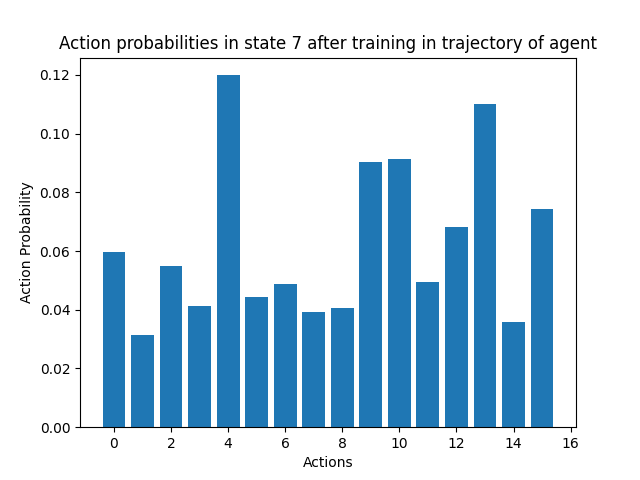 Action probabilities in state 7 after training in trajectory of agent
0.12
0.10
0.08
0.06
0.04
0.02
0.00
Action Probability
0 2 4 6 8 10 12 14 16
Actions